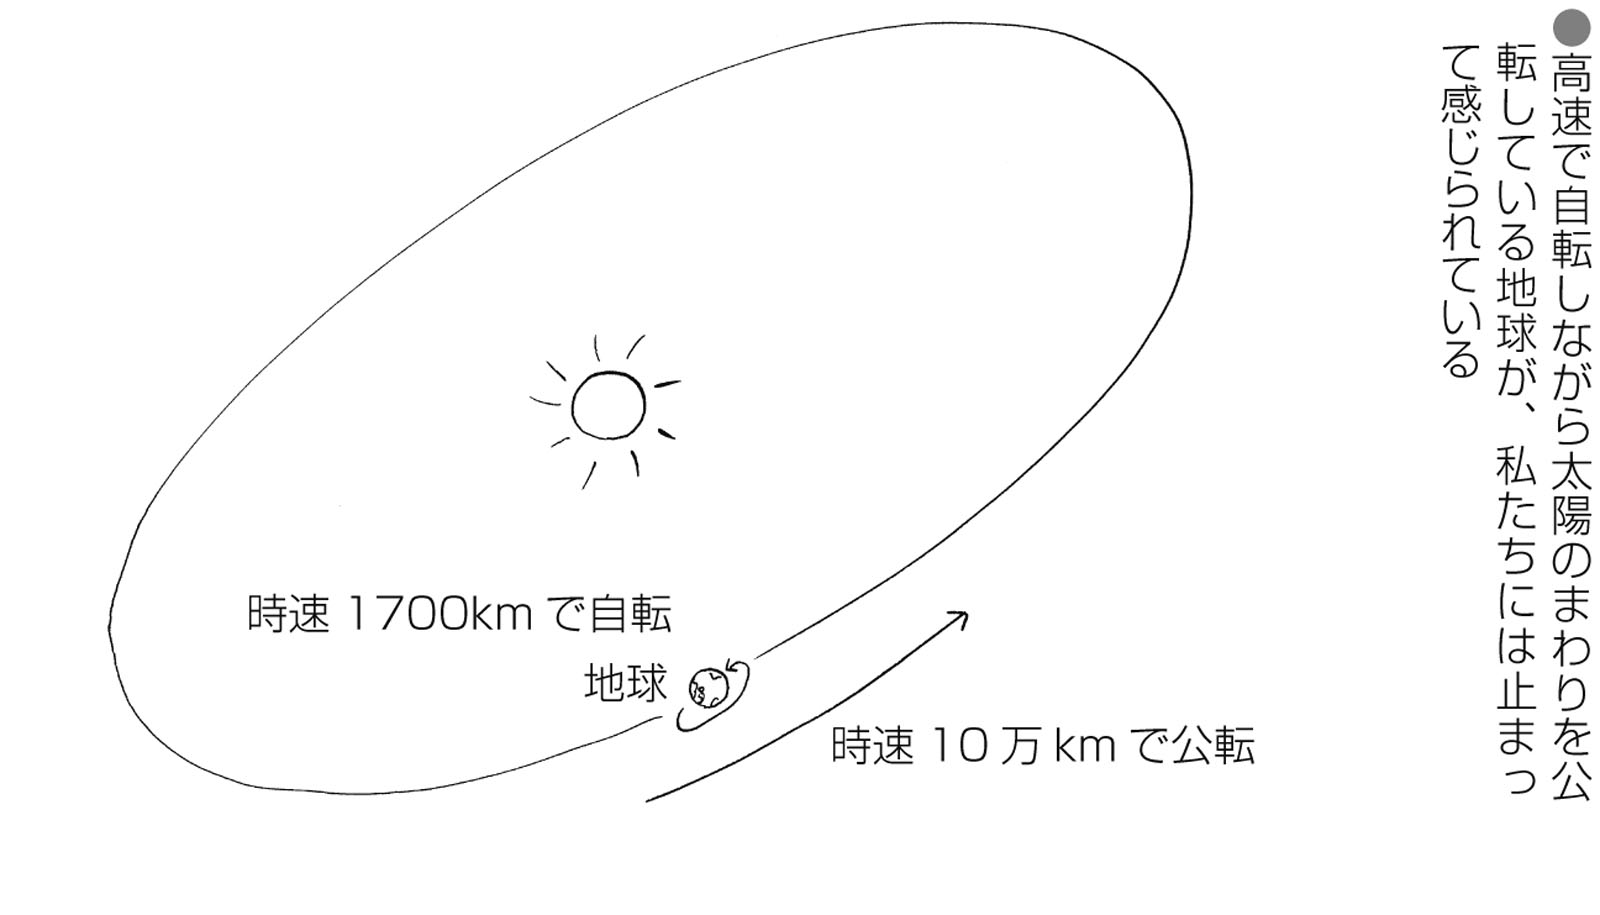 ●高速で自転しながら太陽のまわりを公
転している地球が、私たちには止まっ
て感じられている
時速 1700km で自転
地球
時速 10 万 km で公転